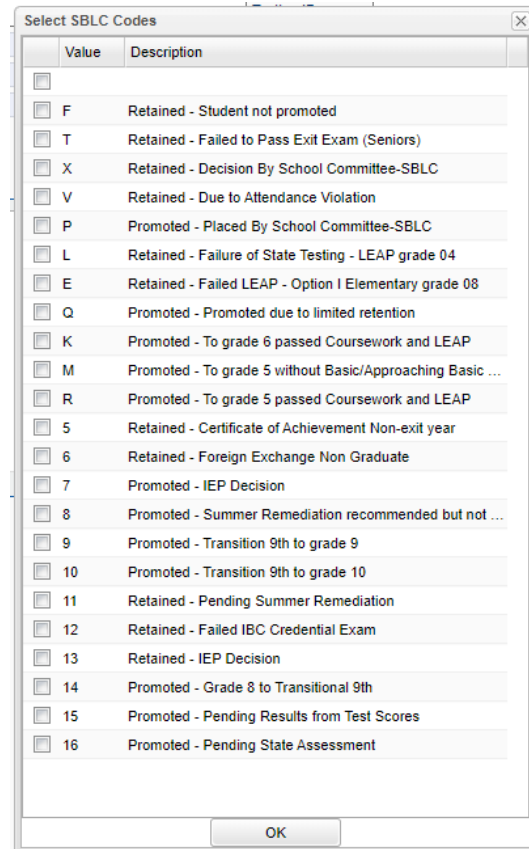 Select SBLC Codes
Value Description
F Retained - Student not promoted
T Retained - Failed to Pass Exit Exam (Seniors)
X Retained - Decision By School Committee-SBLC
V Retained - Due to Attendance Violation
P Promoted - Placed By School Committee-SBLC
L Retained - Failure of State Testing - LEAP grade 04
E Retained - Failed LEAP - Option I Elementary grade 08
Q Promoted - Promoted due to limited retention
K Promoted - To grade 6 passed Coursework and LEAP
M Promoted - To grade 5 without Basic/Approaching Basic ...
R Promoted - To grade 5 passed Coursework and LEAP
5 Retained - Certificate of Achievement Non-exit year
6 Retained - Foreign Exchange Non Graduate
7 Promoted - IEP Decision
8 Promoted - Summer Remediation recommended but not ...
9 Promoted - Transition 9th to grade 9
10 Promoted - Transition 9th to grade 10
11 Retained - Pending Summer Remediation
12 Retained - Failed IBC Credential Exam
13 Retained - IEP Decision
14 Promoted - Grade 8 to Transitional 9th
15 Promoted - Pending Results from Test Scores
16 Promoted - Pending State Assessment
OK